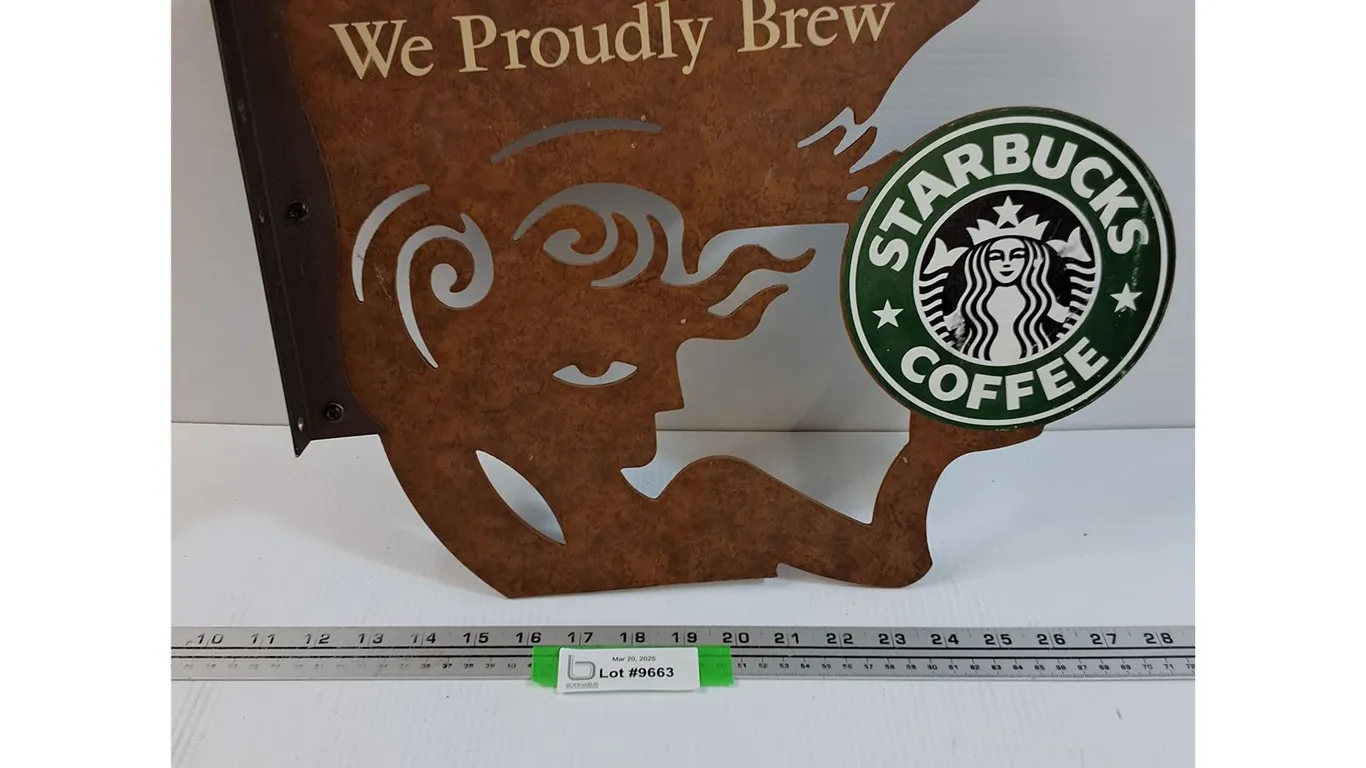 We Proudly Brew
STARBUCKS
COFFEE
10 11 12 13 14 15 16 17 18 19 20 21 22 23 24 25 26 27 28
Mar 20, 2025
Lot #9663